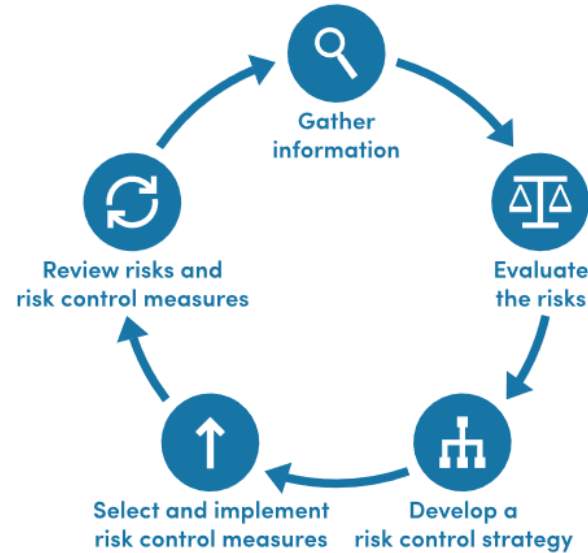 Gather
information
Evaluate
the risks
Develop a
risk control strategy
Select and implement
risk control measures
Review risks and
risk control measures